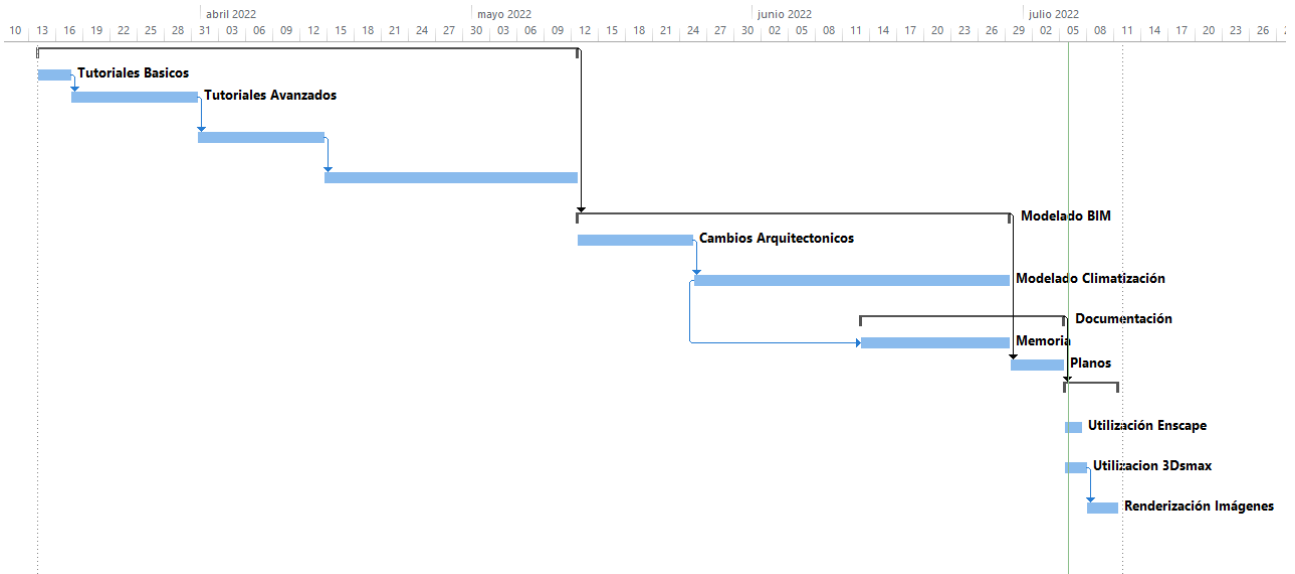 abril 2022 mayo 2022 junio 2022 julio 2022
10 13 16 19 22 25 28 31 03 06 09 12 15 18 21 24 27 30 03 06 09 12 15 18 21 24 27 30 02 05 08 11 14 17 20 23 26 29 02 05 08 11 14 17 20 23 26
Tutoriales Basicos
Tutoriales Avanzados
Modelado BIM
Cambios Arquitectonicos
Modelado Climatización
Documentación
Memoria
Planos
Utilización Enscape
Utilizacion 3Dsmax
Renderización Imágenes